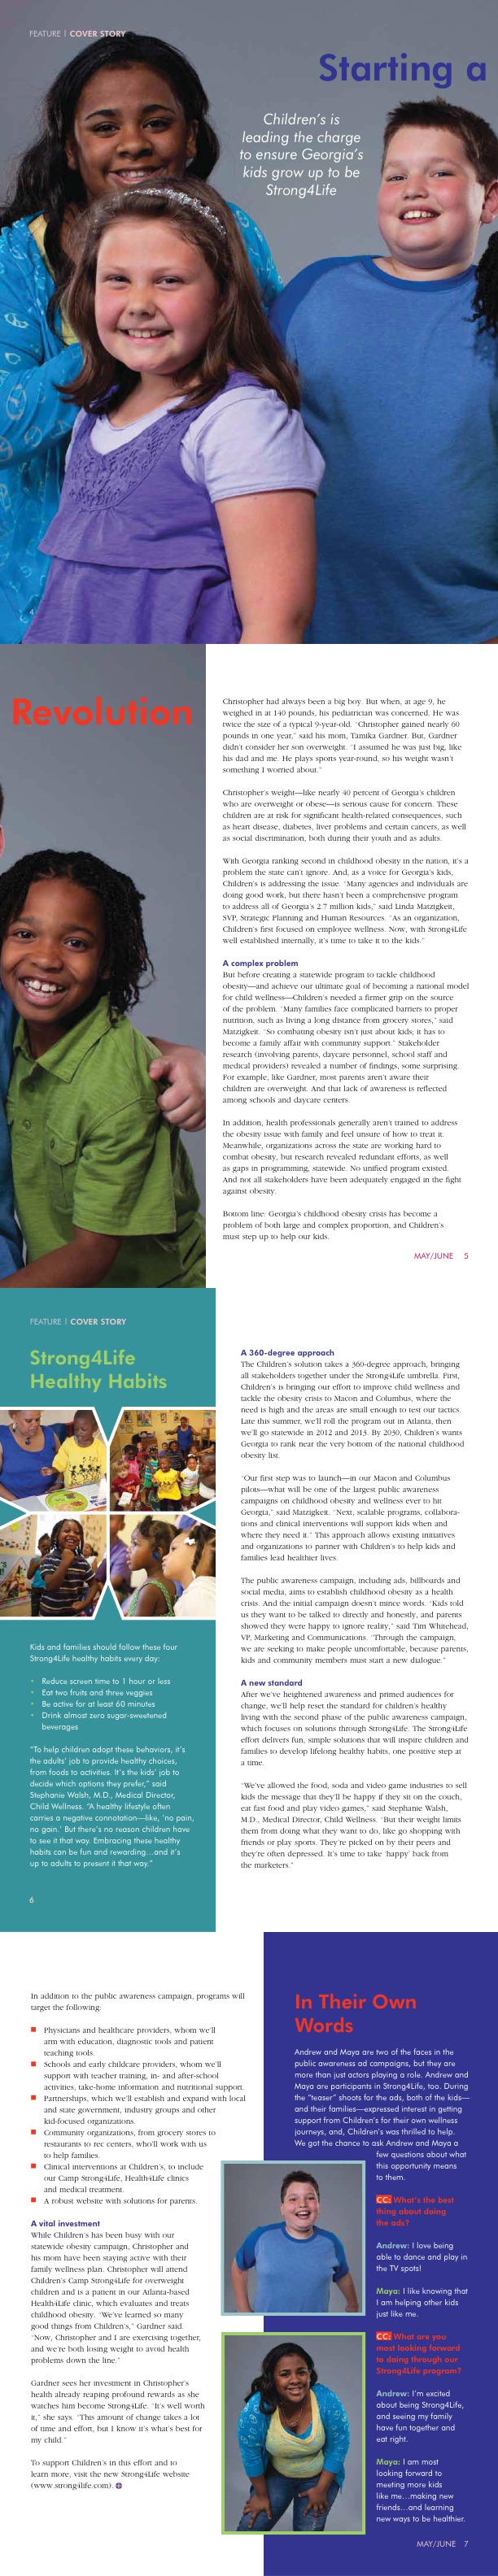 FEATURE | COVER STORY
Starting a
Children's is
leading the charge
to ensure Georgia's
kids grow up to be
Strong4Life
4
Revolution
Christopher had always been a big boy. But when, at age 9, he
weighed in at 140 pounds, his pediatrician was concerned. He was
twice the size of a typical 9-year-old. "Christopher gained nearly 60
pounds in one year," said his mom, Tamika Gardner. But, Gardner
didn't consider her son overweight. "I assumed he was just big, like
his dad and me. He plays sports year-round, so his weight wasn't
something I worried about."
Christopher's weight—like nearly 40 percent of Georgia's children
who are overweight or obese—is serious cause for concern. These
children are at risk for significant health-related consequences, such
as heart disease, diabetes, liver problems and certain cancers, as well
as social discrimination, both during their youth and as adults.
With Georgia ranking second in childhood obesity in the nation, it's a
problem the state can't ignore. And, as a voice for Georgia's kids,
Children's is addressing the issue. "Many agencies and individuals are
doing good work, but there hasn't been a comprehensive program
to address all of Georgia's 2.7 million kids," said Linda Matzigkeit,
SVP, Strategic Planning and Human Resources. "As an organization,
Children's first focused on employee wellness. Now, with Strong4Life
well established internally, it's time to take it to the kids."
A complex problem
But before creating a statewide program to tackle childhood
obesity—and achieve our ultimate goal of becoming a national model
for child wellness—Children's needed a firmer grip on the source
of the problem. "Many families face complicated barriers to proper
nutrition, such as living a long distance from grocery stores," said
Matzigkeit. "So combating obesity isn't just about kids; it has to
become a family affair with community support." Stakeholder
research (involving parents, daycare personnel, school staff and
medical providers) revealed a number of findings, some surprising.
For example, like Gardner, most parents aren't aware their
children are overweight. And that lack of awareness is reflected
among schools and daycare centers.
In addition, health professionals generally aren't trained to address
the obesity issue with family and feel unsure of how to treat it.
Meanwhile, organizations across the state are working hard to
combat obesity, but research revealed redundant efforts, as well
as gaps in programming, statewide. No unified program existed.
And not all stakeholders have been adequately engaged in the fight
against obesity.
Bottom line: Georgia's childhood obesity crisis has become a
problem of both large and complex proportion, and Children's
must step up to help our kids.
MAY/JUNE 5
FEATURE | COVER STORY
Strong4Life
Healthy Habits
Kids and families should follow these four
Strong4Life healthy habits every day:
• Reduce screen time to 1 hour or less
• Eat two fruits and three veggies
• Be active for at least 60 minutes
• Drink almost zero sugar-sweetened
beverages
"To help children adopt these behaviors, it's
the adults' job to provide healthy choices,
from foods to activities. It's the kids' job to
decide which options they prefer," said
Stephanie Walsh, M.D., Medical Director,
Child Wellness. "A healthy lifestyle often
carries a negative connotation—like, 'no pain,
no gain.' But there's no reason children have
to see it that way. Embracing these healthy
habits can be fun and rewarding...and it's
up to adults to present it that way."
6
A 360-degree approach
The Children's solution takes a 360-degree approach, bringing
all stakeholders together under the Strong4Life umbrella. First,
Children's is bringing our effort to improve child wellness and
tackle the obesity crisis to Macon and Columbus, where the
need is high and the areas are small enough to test our tactics.
Late this summer, we'll roll the program out in Atlanta, then
we'll go statewide in 2012 and 2013. By 2030, Children's wants
Georgia to rank near the very bottom of the national childhood
obesity list.
"Our first step was to launch—in our Macon and Columbus
pilots—what will be one of the largest public awareness
campaigns on childhood obesity and wellness ever to hit
Georgia," said Matzigkeit. "Next, scalable programs, collabora-
tions and clinical interventions will support kids when and
where they need it." This approach allows existing initiatives
and organizations to partner with Children's to help kids and
families lead healthier lives.
The public awareness campaign, including ads, billboards and
social media, aims to establish childhood obesity as a health
crisis. And the initial campaign doesn't mince words. "Kids told
us they want to be talked to directly and honestly, and parents
showed they were happy to ignore reality," said Tim Whitehead,
VP, Marketing and Communications. "Through the campaign,
we are seeking to make people uncomfortable, because parents,
kids and community members must start a new dialogue."
A new standard
After we've heightened awareness and primed audiences for
change, we'll help reset the standard for children's healthy
living with the second phase of the public awareness campaign,
which focuses on solutions through Strong4Life. The Strong4Life
effort delivers fun, simple solutions that will inspire children and
families to develop lifelong healthy habits, one positive step at
a time.
"We've allowed the food, soda and video game industries to sell
kids the message that they'll be happy if they sit on the couch,
eat fast food and play video games," said Stephanie Walsh,
M.D., Medical Director, Child Wellness. "But their weight limits
them from doing what they want to do, like go shopping with
friends or play sports. They're picked on by their peers and
they're often depressed. It's time to take 'happy' back from
the marketers."
In addition to the public awareness campaign, programs will
target the following:
Physicians and healthcare providers, whom we'll
arm with education, diagnostic tools and patient
teaching tools.
Schools and early childcare providers, whom we'll
support with teacher training, in- and after-school
activities, take-home information and nutritional support.
Partnerships, which we'll establish and expand with local
and state government, industry groups and other
kid-focused organizations.
Community organizations, from grocery stores to
restaurants to rec centers, who'll work with us
to help families.
Clinical interventions at Children's, to include
our Camp Strong4Life, Health4Life clinics
and medical treatment.
A robust website with solutions for parents.
A vital investment
While Children's has been busy with our
statewide obesity campaign, Christopher and
his mom have been staying active with their
family wellness plan. Christopher will attend
Children's Camp Strong4Life for overweight
children and is a patient in our Atlanta-based
Health4Life clinic, which evaluates and treats
childhood obesity. "We've learned so many
good things from Children's," Gardner said.
"Now, Christopher and I are exercising together,
and we're both losing weight to avoid health
problems down the line."
Gardner sees her investment in Christopher's
health already reaping profound rewards as she
watches him become Strong4Life. "It's well worth
it," she says. "This amount of change takes a lot
of time and effort, but I know it's what's best for
my child."
To support Children's in this effort and to
learn more, visit the new Strong4Life website
(www.strong4life.com).
In Their Own
Words
Andrew and Maya are two of the faces in the
public awareness ad campaigns, but they are
more than just actors playing a role. Andrew and
Maya are participants in Strong4Life, too. During
the "teaser" shoots for the ads, both of the kids—
and their families—expressed interest in getting
support from Children's for their own wellness
journeys, and, Children's was thrilled to help.
We got the chance to ask Andrew and Maya a
few questions about what
this opportunity means
to them.
CC: What's the best
thing about doing
the ads?
Andrew: I love being
able to dance and play in
the TV spots!
Maya: I like knowing that
I am helping other kids
just like me.
CC: What are you
most looking forward
to doing through our
Strong4Life program?
Andrew: I'm excited
about being Strong4Life,
and seeing my family
have fun together and
eat right.
Maya: I am most
looking forward to
meeting more kids
like me...making new
friends...and learning
new ways to be healthier.
MAY/JUNE 7